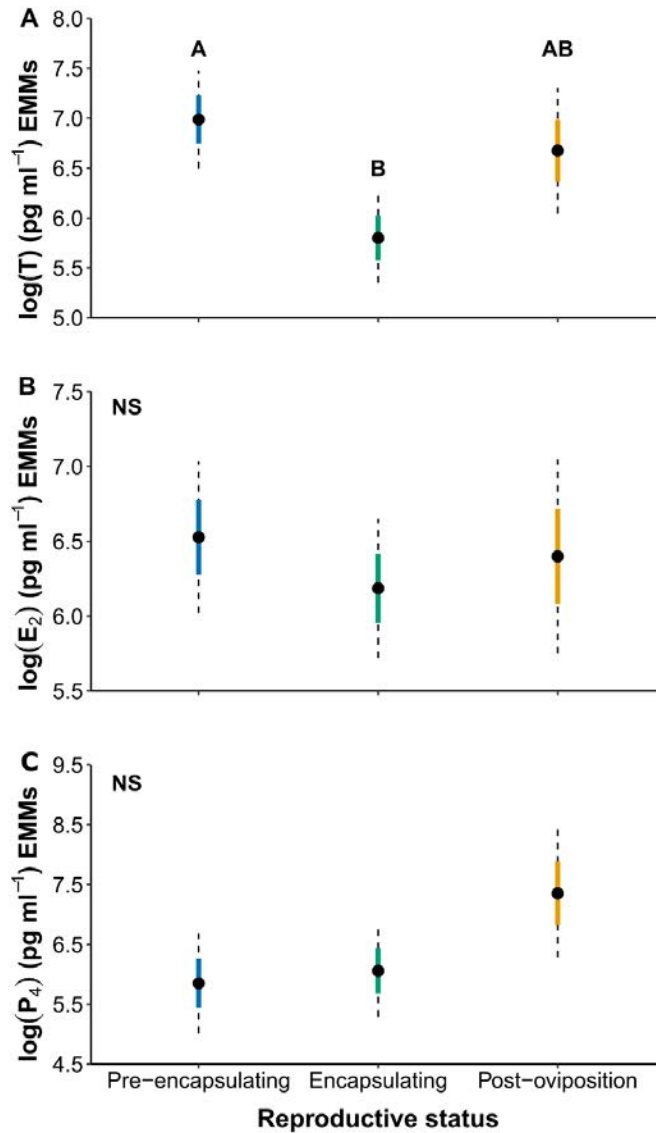 A
log(T) (pg ml⁻¹) EMMs
8.0
7.5
7.0
6.5
6.0
5.5
5.0
A
B
AB
B
log(E₂) (pg ml⁻¹) EMMs
7.5
7.0
6.5
6.0
5.5
NS
C
log(P₄) (pg ml⁻¹) EMMs
9.5
8.5
7.5
6.5
5.5
4.5
NS
Pre−encapsulating Encapsulating Post−oviposition
Reproductive status